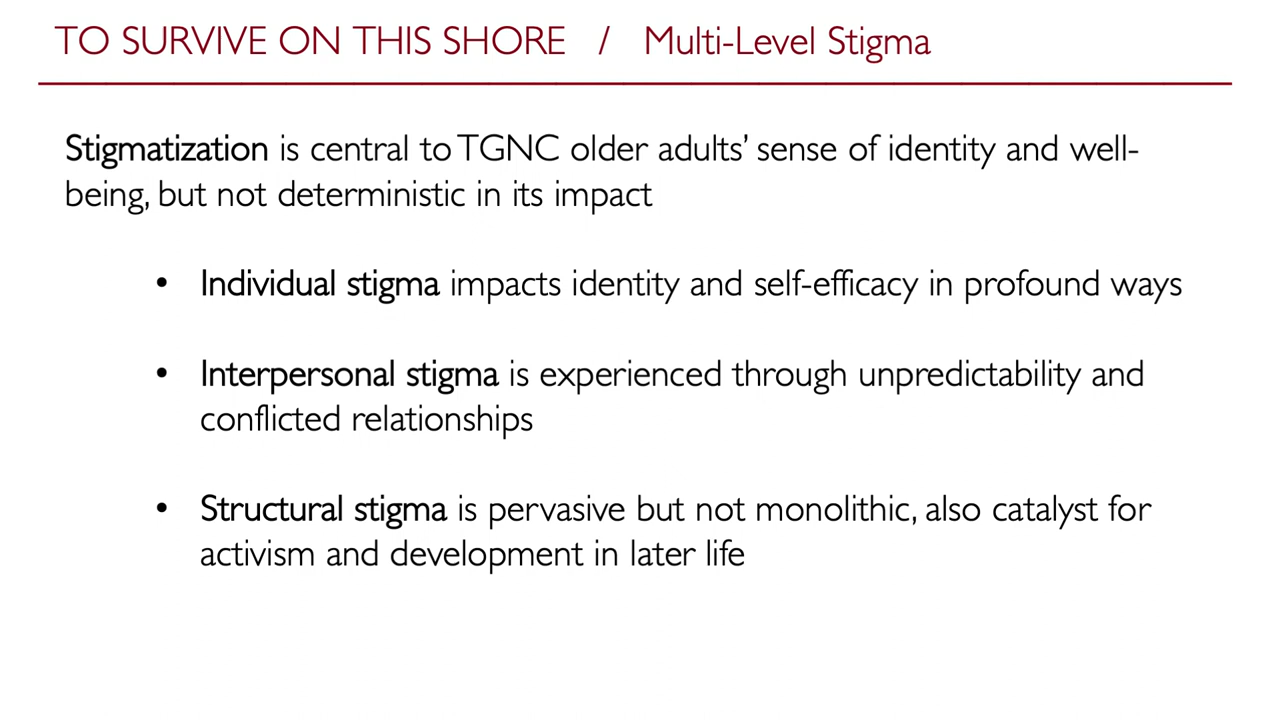 TO SURVIVE ON THIS SHORE / Multi-Level Stigma
Stigmatization is central to TGNC older adults’ sense of identity and well-
being, but not deterministic in its impact
• Individual stigma impacts identity and self-efficacy in profound ways
• Interpersonal stigma is experienced through unpredictability and
conflicted relationships
• Structural stigma is pervasive but not monolithic, also catalyst for
activism and development in later life